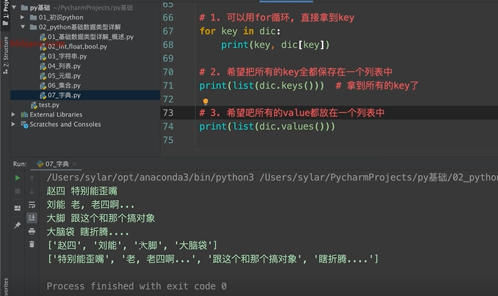 py基础 ~/PycharmProjects/py基础
01_初识python
02_python基础数据类型详解
01_基础数据类型详解_概述.py
02_int.float.bool.py
03_字符串.py
04_列表.py
05_元组.py
06_集合.py
07_字典.py
test.py
External Libraries
Scratches and Consoles
65
66 # 1. 可以用for循环, 直接拿到key
67 for key in dic:
68 print(key, dic[key])
69
70 # 2. 希望把所有的key全都保存在一个列表中
71 print(list(dic.keys())) # 拿到所有的key了
72
73 # 3. 希望吧所有的value都放在一个列表中
74 print(list(dic.values()))
75
Run: 07_字典
/Users/sylar/opt/anaconda3/bin/python3 /Users/sylar/PycharmProjects/py基础/02_python
赵四 特别能歪嘴
刘能 老, 老四啊...
大脚 跟这个和那个搞对象
大脑袋 瞎折腾....
['赵四', '刘能', '大脚', '大脑袋']
['特别能歪嘴', '老, 老四啊...', '跟这个和那个搞对象', '瞎折腾....']
Process finished with exit code 0
2: Structure